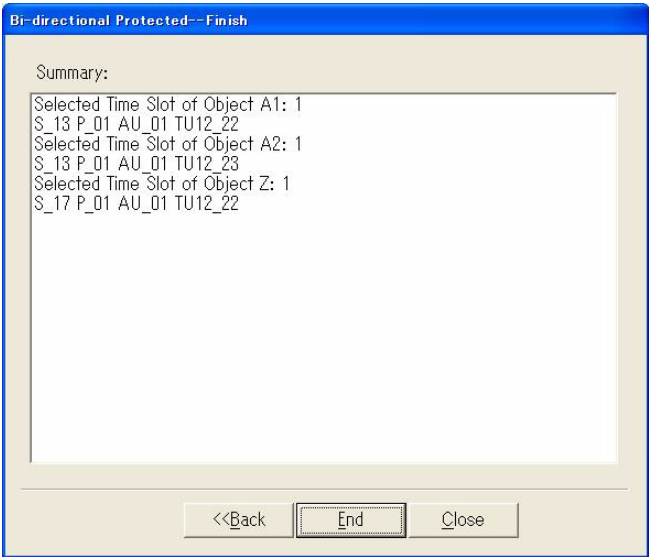 Bi-directional Protected--Finish
Summary:
Selected Time Slot of Object A1: 1
S_13 P_01 AU_01 TU12_22
Selected Time Slot of Object A2: 1
S_13 P_01 AU_01 TU12_23
Selected Time Slot of Object Z: 1
S_17 P_01 AU_01 TU12_22
<<Back End Close